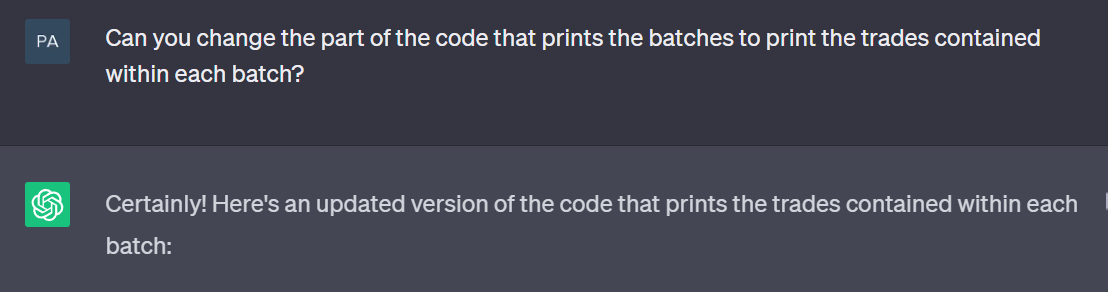 PA
Can you change the part of the code that prints the batches to print the trades contained
within each batch?
Certainly! Here's an updated version of the code that prints the trades contained within each
batch: